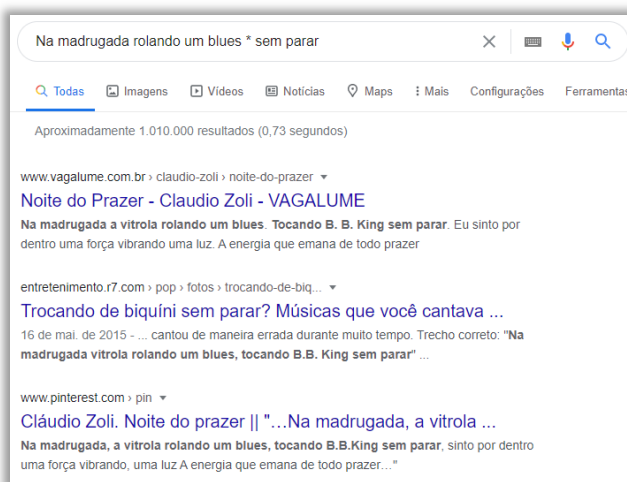 Na madrugada rolando um blues * sem parar
Todas Imagens Vídeos Notícias Maps Mais Configurações Ferramentas
Aproximadamente 1.010.000 resultados (0,73 segundos)
www.vagalume.com.br › claudio-zoli › noite-do-prazer
Noite do Prazer - Claudio Zoli - VAGALUME
Na madrugada a vitrola rolando um blues. Tocando B. B. King sem parar. Eu sinto por
dentro uma força vibrando uma luz. A energia que emana de todo prazer
entretenimento.r7.com › pop › fotos › trocando-de-biq...
Trocando de biquíni sem parar? Músicas que você cantava ...
16 de mai. de 2015 - ... cantou de maneira errada durante muito tempo. Trecho correto: "Na
madrugada vitrola rolando um blues, tocando B.B. King sem parar" ...
www.pinterest.com › pin
Cláudio Zoli. Noite do prazer || "…Na madrugada, a vitrola ...
Na madrugada, a vitrola rolando um blues, tocando B.B.King sem parar, sinto por dentro
uma força vibrando, uma luz A energia que emana de todo prazer…"